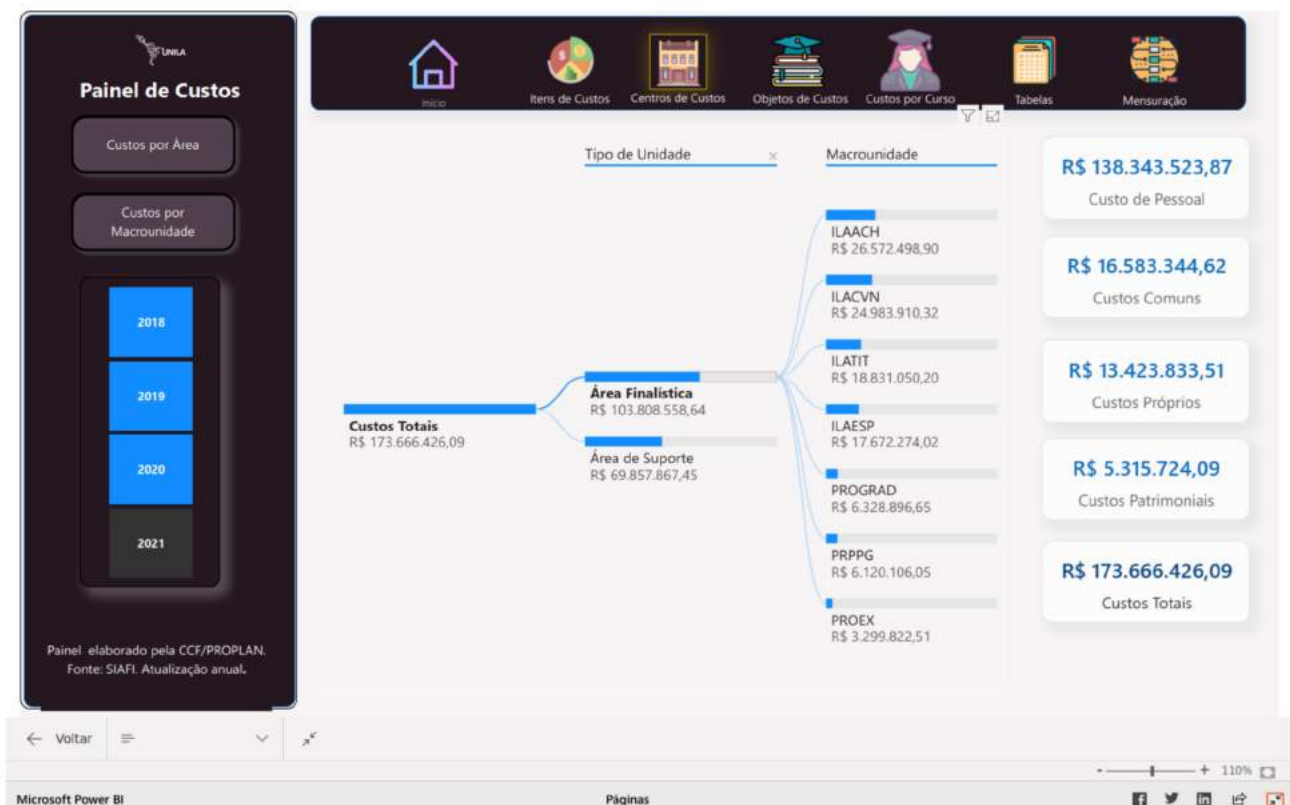 UNILA
Painel de Custos
Custos por Área
Custos por
Macrounidade
2018
2019
2020
2021
Painel elaborado pela CCF/PROPLAN.
Fonte: SIAFI. Atualização anual.
Início
Itens de Custos
Centros de Custos
Objetos de Custos
Custos por Curso
Tabelas
Mensuração
Tipo de Unidade
Macrounidade
Custos Totais
R$ 173.666.426,09
Área Finalística
R$ 103.808.558,64
Área de Suporte
R$ 69.857.867,45
ILAACH
R$ 26.572.498,90
ILACVN
R$ 24.983.910,32
ILATIT
R$ 18.831.050,20
ILAESP
R$ 17.672.274,02
PROGRAD
R$ 6.328.896,65
PRPPG
R$ 6.120.106,05
PROEX
R$ 3.299.822,51
R$ 138.343.523,87
Custo de Pessoal
R$ 16.583.344,62
Custos Comuns
R$ 13.423.833,51
Custos Próprios
R$ 5.315.724,09
Custos Patrimoniais
R$ 173.666.426,09
Custos Totais
Voltar
110%
Microsoft Power BI
Páginas